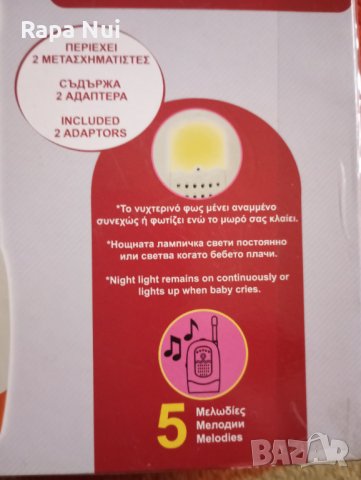 Rapa Nui
ΠΕΡΙΕΧΕΙ
2 ΜΕΤΑΣΧΗΜΑΤΙΣΤΕΣ
СЪДЪРЖА
2 АДАПТЕРА
INCLUDED
2 ADAPTORS
*Το νυχτερινό φως μένει αναμμένο
συνεχώς ή φωτίζει ενώ το μωρό σας κλαίει.
*Нощната лампичка свети постоянно
или светва когато бебето плачи.
*Night light remains on continuously or
lights up when baby cries.
5
Μελωδίες
Мелодии
Melodies
BAZAR
bg